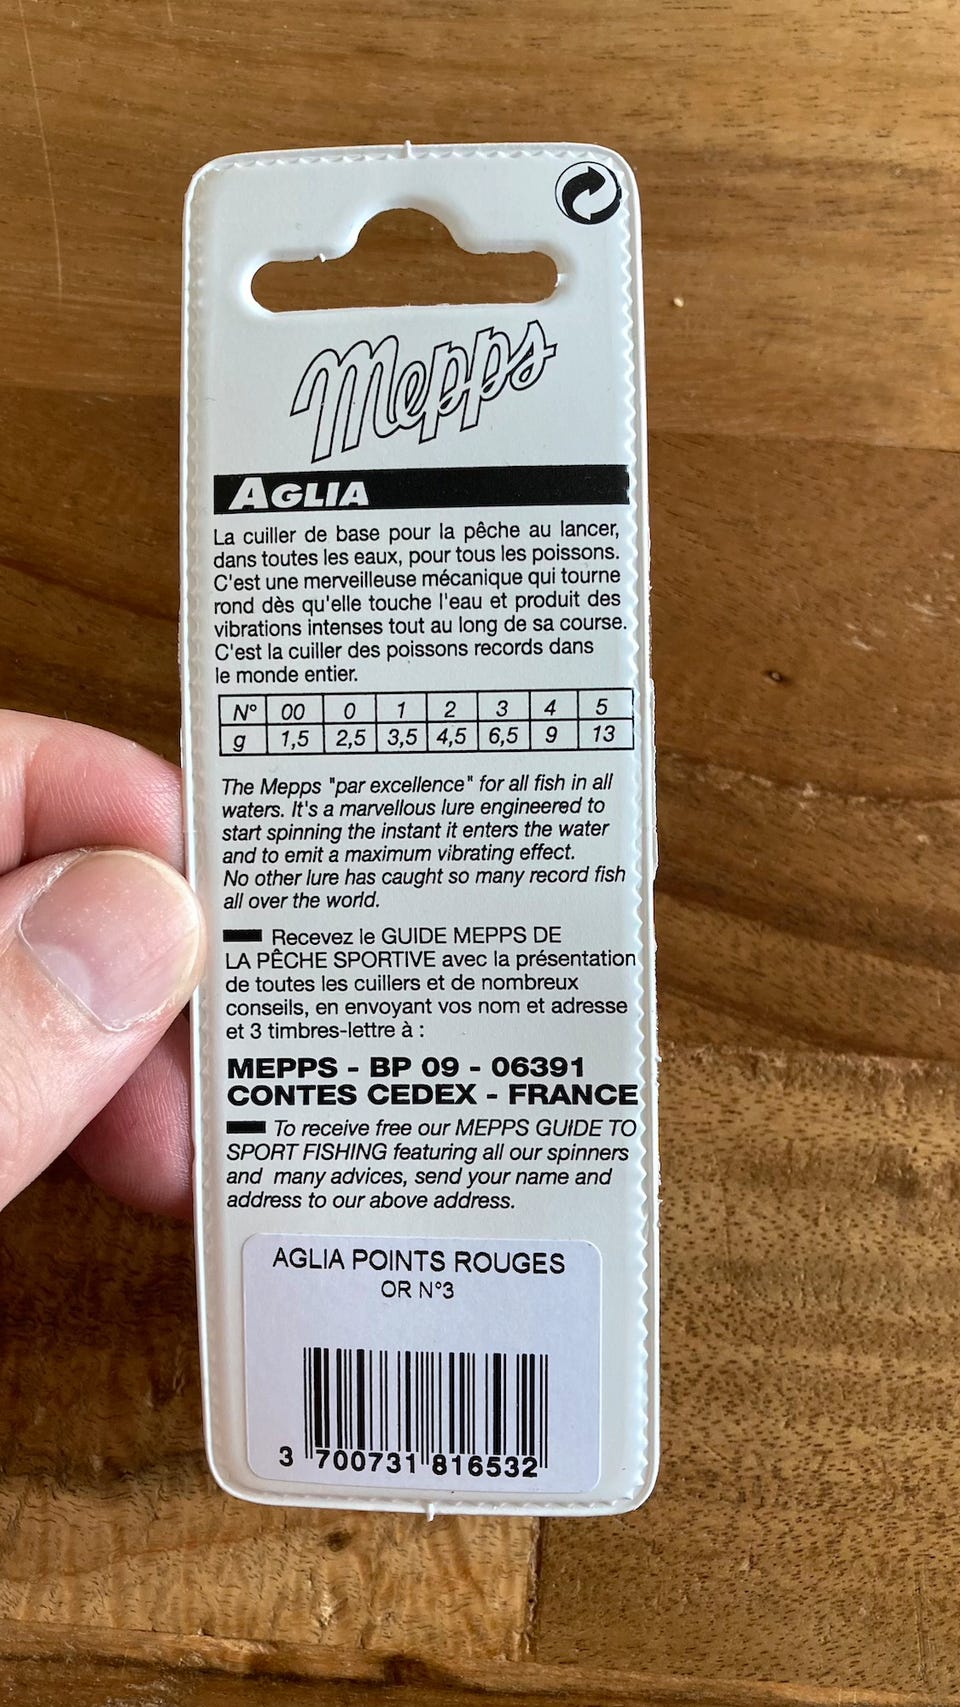 Mepps
AGLIA
La cuiller de base pour la pêche au lancer,
dans toutes les eaux, pour tous les poissons.
C'est une merveilleuse mécanique qui tourne
rond dès qu'elle touche l'eau et produit des
vibrations intenses tout au long de sa course.
C'est la cuiller des poissons records dans
le monde entier.
N° 00 0 1 2 3 4 5
g 1,5 2,5 3,5 4,5 6,5 9 13
The Mepps "par excellence" for all fish in all
waters. It's a marvellous lure engineered to
start spinning the instant it enters the water
and to emit a maximum vibrating effect.
No other lure has caught so many record fish
all over the world.
Recevez le GUIDE MEPPS DE
LA PÊCHE SPORTIVE avec la présentation
de toutes les cuillers et de nombreux
conseils, en envoyant vos nom et adresse
et 3 timbres-lettre à :
MEPPS - BP 09 - 06391
CONTES CEDEX - FRANCE
To receive free our MEPPS GUIDE TO
SPORT FISHING featuring all our spinners
and many advices, send your name and
address to our above address.
AGLIA POINTS ROUGES
OR N°3
3 700731 816532